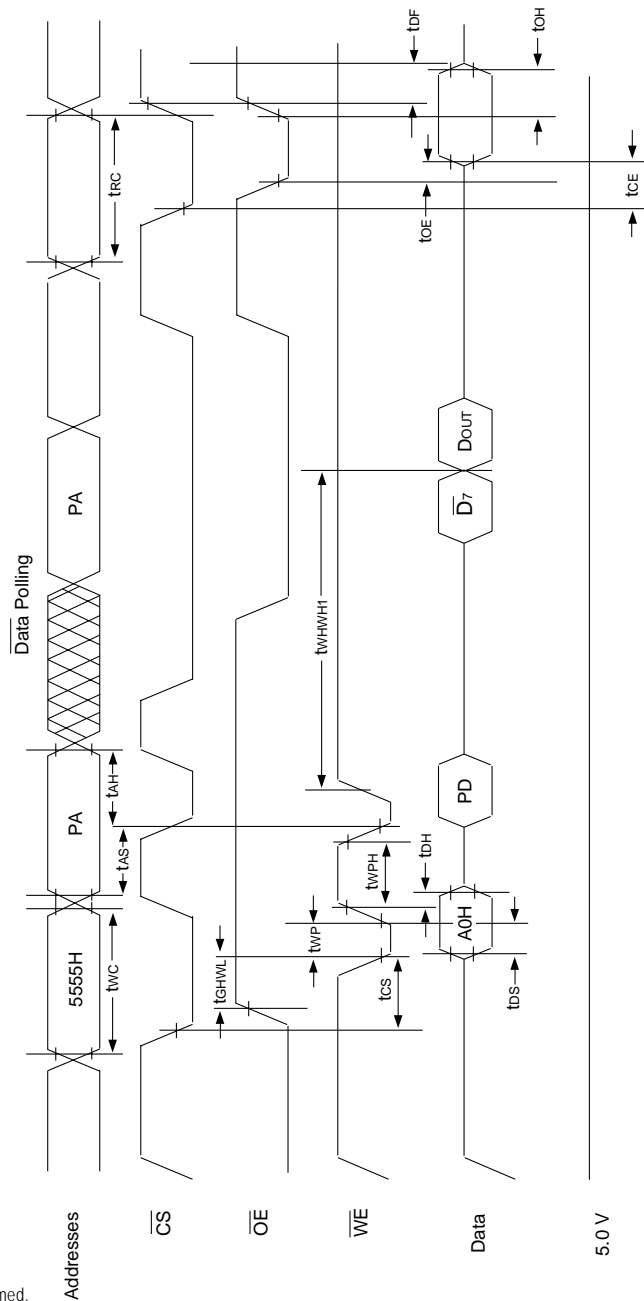 Data Polling
Addresses
5555H
PA
PA
tWC
tAS
tAH
tRC
CS
OE
tGHWL
WE
tWP
tCS
tWPH
tWHWH1
tDF
tOE
Data
A0H
PD
D7
DOUT
tDS
tDH
tOH
tCE
5.0 V
med.